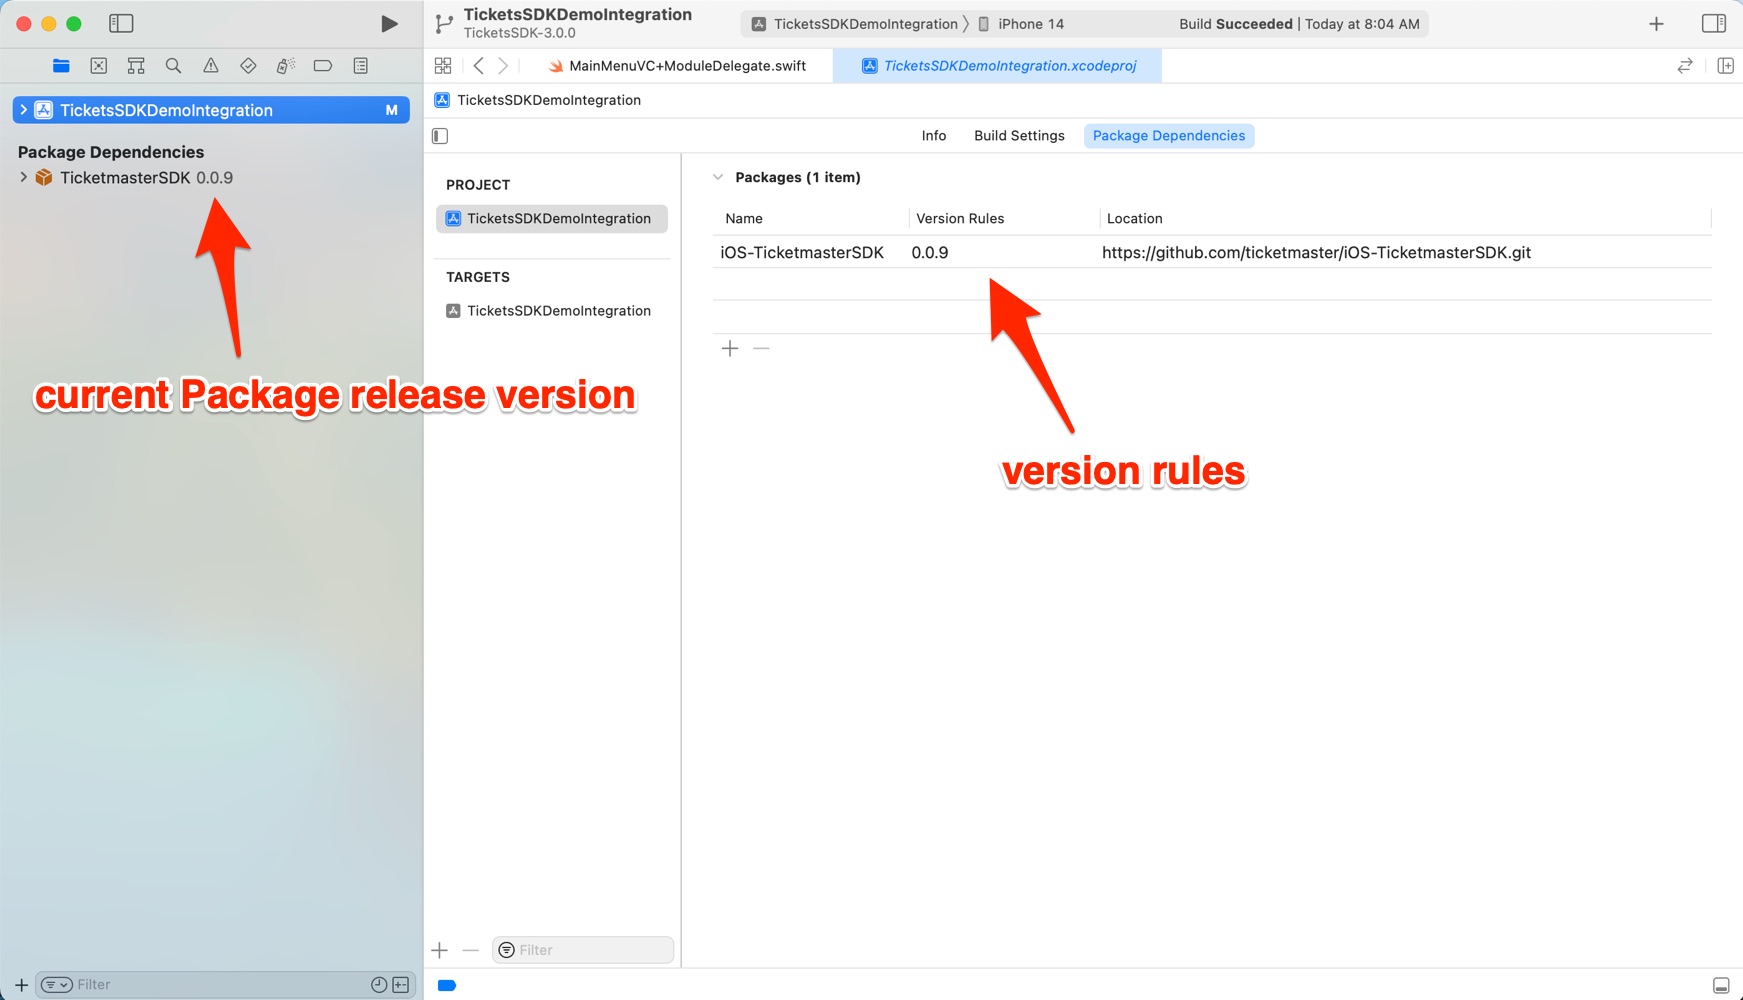 TicketsSDKDemoIntegration
TicketsSDK-3.0.0
TicketsSDKDemoIntegration
iPhone 14
Build Succeeded | Today at 8:04 AM
MainMenuVC+ModuleDelegate.swift
TicketsSDKDemoIntegration.xcodeproj
TicketsSDKDemoIntegration M
TicketsSDKDemoIntegration
Info
Build Settings
Package Dependencies
Package Dependencies
TicketmasterSDK 0.0.9
PROJECT
TicketsSDKDemoIntegration
TARGETS
TicketsSDKDemoIntegration
Packages (1 item)
Name Version Rules Location
iOS-TicketmasterSDK 0.0.9 https://github.com/ticketmaster/iOS-TicketmasterSDK.git
current Package release version
version rules
Filter
Filter